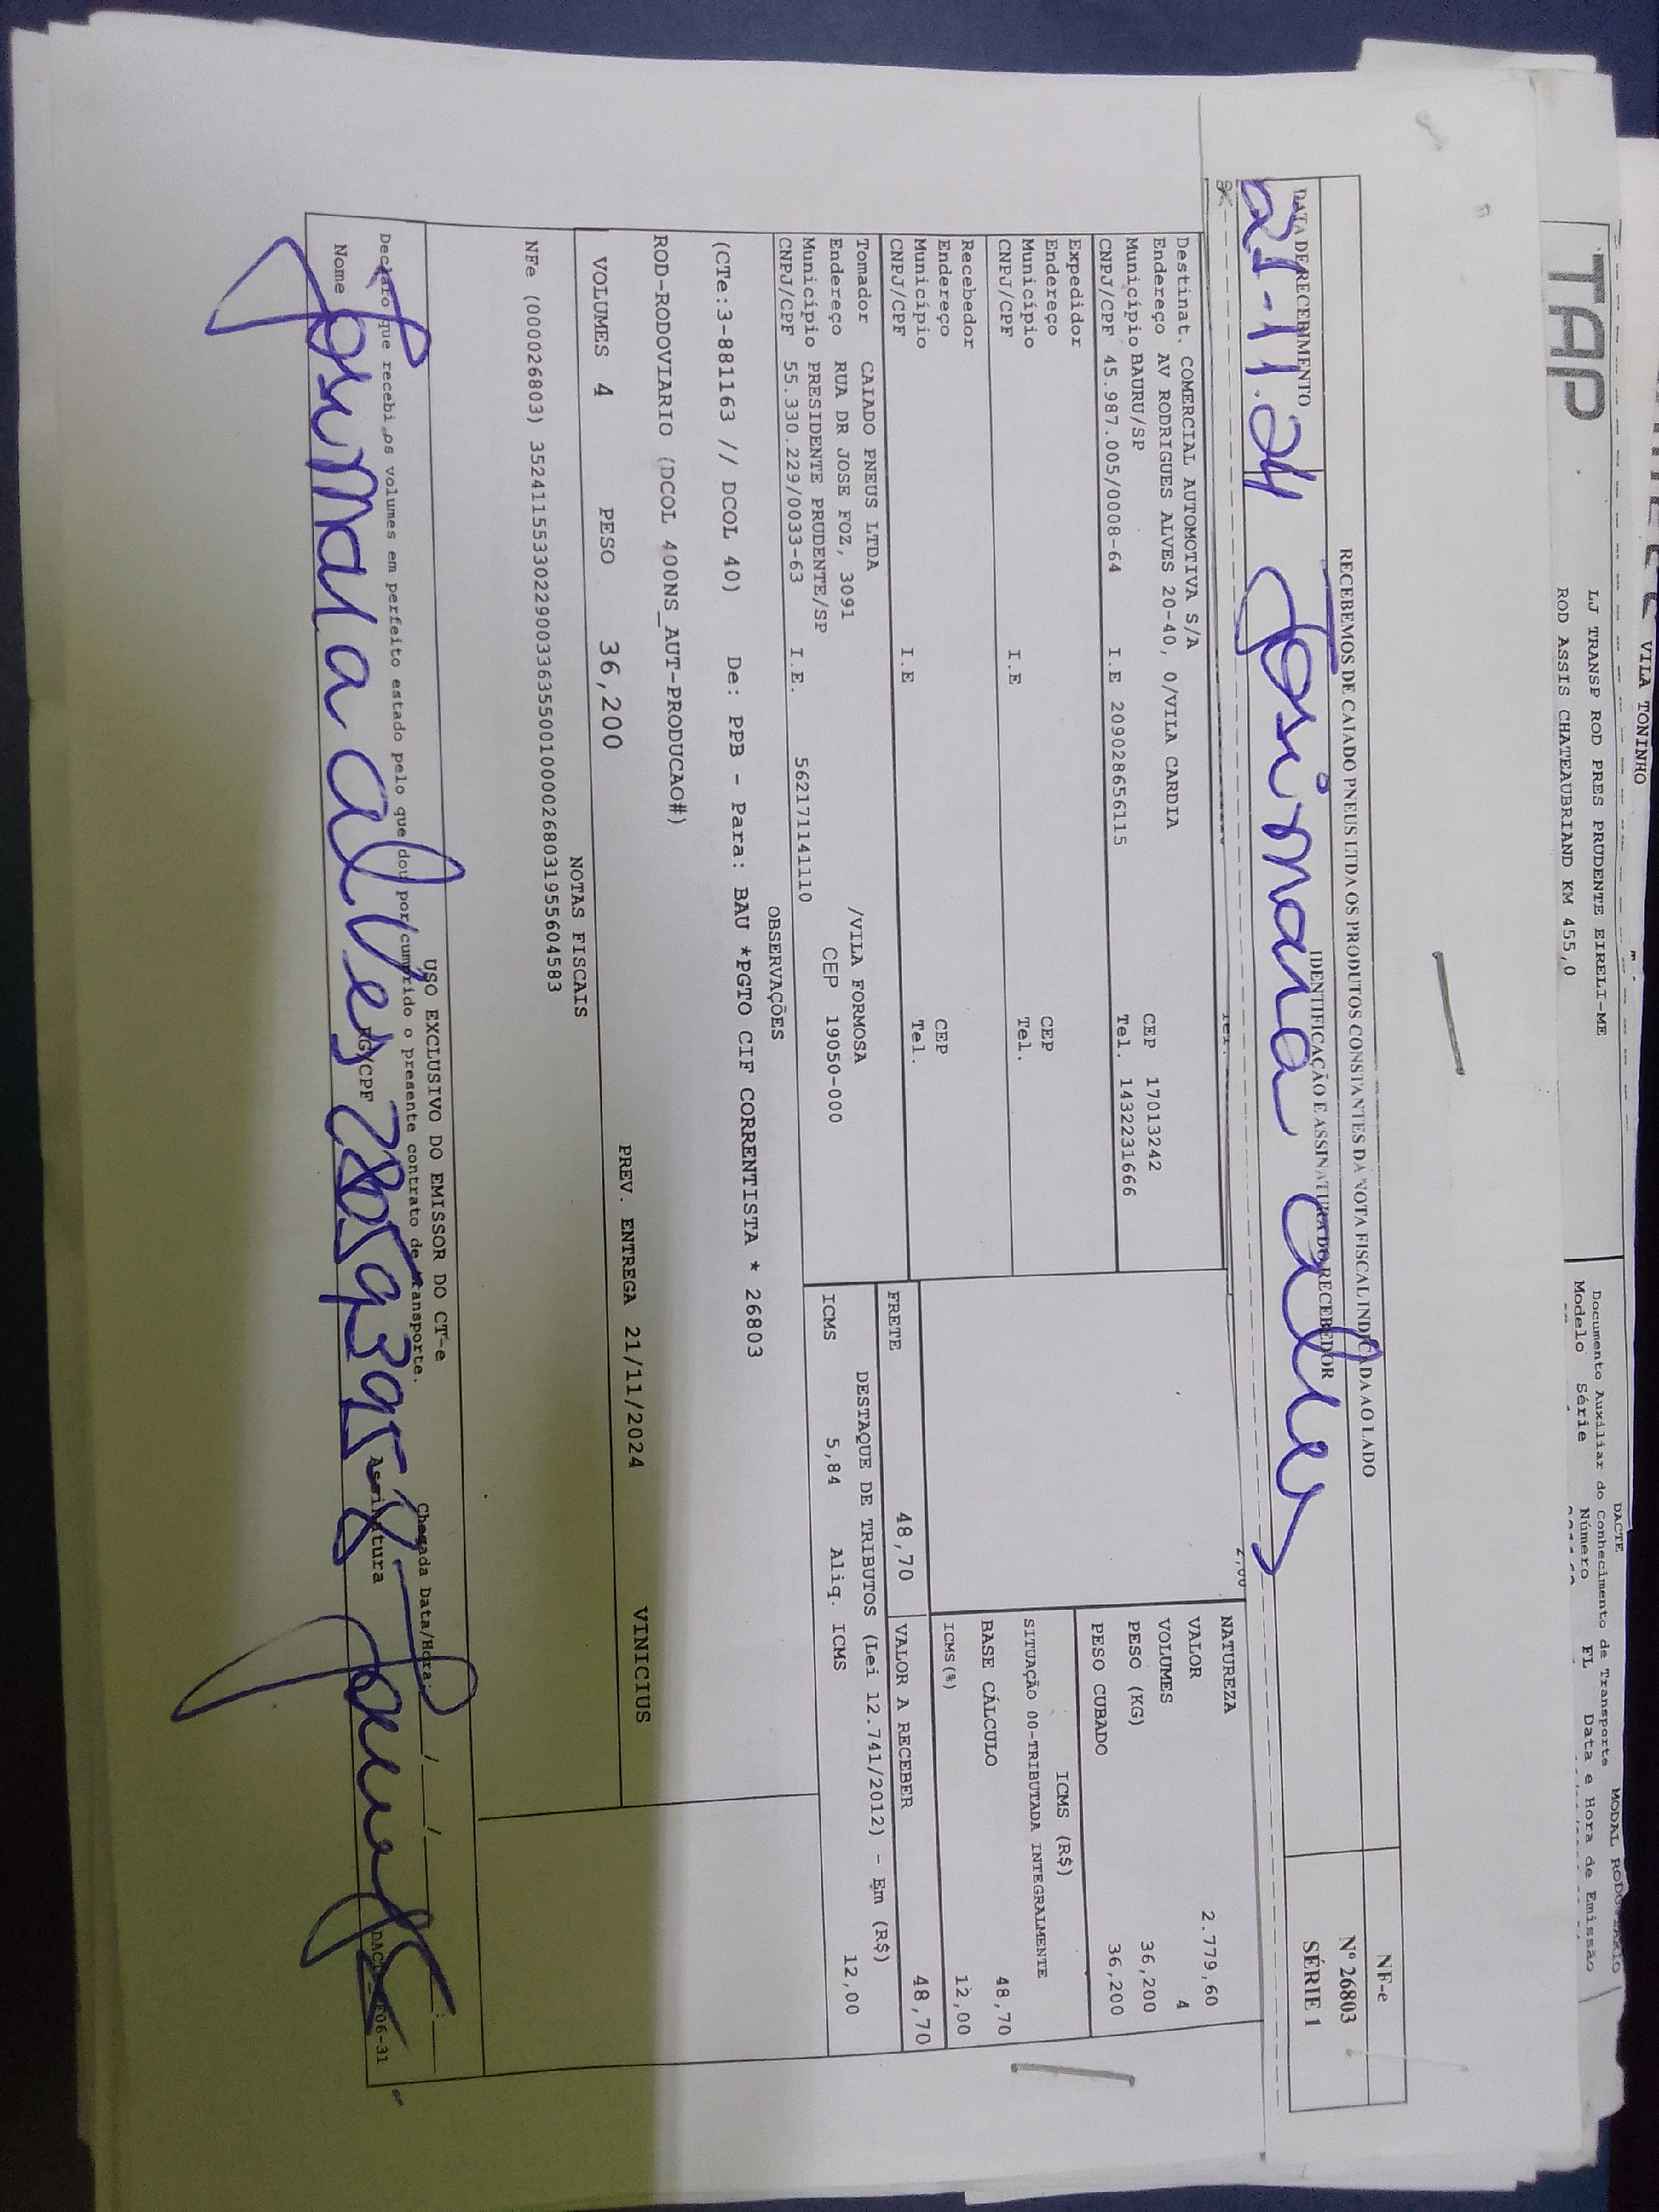 VILA TONINHO
TAP
LJ TRANSP ROD PRES PRUDENTE EIRELI-ME
ROD ASSIS CHATEAUBRIAND KM 455,0
DACTE
Documento Auxiliar do Conhecimento de Transporte
MODAL RODOVIARIO
Modelo Série Número FL Data e Hora de Emissão
RECEBEMOS DE CAIADO PNEUS LTDA OS PRODUTOS CONSTANTES DA NOTA FISCAL INDICADA AO LADO
NF-e
Nº 26803
SÉRIE 1
DATA DE RECEBIMENTO
IDENTIFICAÇÃO E ASSINATURA DO RECEBEDOR
21-11.24 Josimara Alves
Destinat. COMERCIAL AUTOMOTIVA S/A
Endereço AV RODRIGUES ALVES 20-40, 0/VILA CARDIA
Município BAURU/SP CEP 17013242
CNPJ/CPF 45.987.005/0008-64 I.E 209028656115 Tel. 1432231666
Expedidor
Endereço
Município CEP
CNPJ/CPF I.E Tel.
Recebedor
Endereço
Município CEP
CNPJ/CPF I.E Tel.
Tomador CAIADO PNEUS LTDA
Endereço RUA DR JOSE FOZ, 3091 /VILA FORMOSA
Município PRESIDENTE PRUDENTE/SP CEP 19050-000
CNPJ/CPF 55.330.229/0033-63 I.E. 562171141110
NATUREZA
VALOR 2.779,60
VOLUMES 4
PESO (KG) 36,200
PESO CUBADO 36,200
ICMS (R$)
SITUAÇÃO 00-TRIBUTADA INTEGRALMENTE
BASE CÁLCULO 48,70
ICMS(%) 12,00
FRETE 48,70 VALOR A RECEBER 48,70
DESTAQUE DE TRIBUTOS (Lei 12.741/2012) - Em (R$)
ICMS 5,84 Aliq. ICMS 12,00
OBSERVAÇÕES
(CTe:3-881163 // DCOL 40) De: PPB - Para: BAU *PGTO CIF CORRENTISTA * 26803
ROD-RODOVIARIO (DCOL 400NS_AUT-PRODUCAO#)
VOLUMES 4 PESO 36,200 PREV. ENTREGA 21/11/2024 VINICIUS
NOTAS FISCAIS
NFe (000026803) 35241155330229003363550010000268031955604583
USO EXCLUSIVO DO EMISSOR DO CT-e
Declaro que recebi os volumes em perfeito estado pelo que dou por cumprido o presente contrato de transporte.
Chegada Data/Hora: / / :
Nome Josimara Alves RG/CPF Assinatura